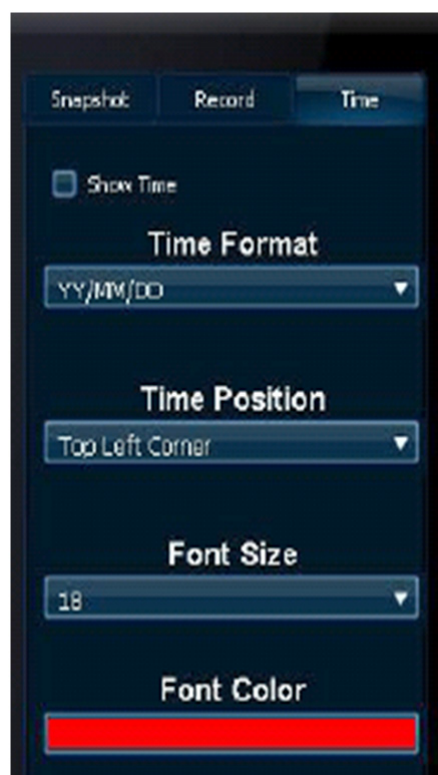 Snapshot Record Time
Show Time
Time Format
YY/MM/DD
Time Position
Top Left Corner
Font Size
18
Font Color